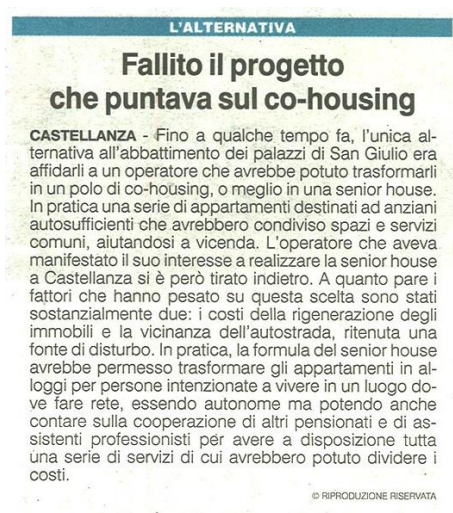 L'ALTERNATIVA
Fallito il progetto
che puntava sul co-housing
CASTELLANZA - Fino a qualche tempo fa, l'unica al-
ternativa all'abbattimento dei palazzi di San Giulio era
affidarli a un operatore che avrebbe potuto trasformarli
in un polo di co-housing, o meglio in una senior house.
In pratica una serie di appartamenti destinati ad anziani
autosufficienti che avrebbero condiviso spazi e servizi
comuni, aiutandosi a vicenda. L'operatore che aveva
manifestato il suo interesse a realizzare la senior house
a Castellanza si è però tirato indietro. A quanto pare i
fattori che hanno pesato su questa scelta sono stati
sostanzialmente due: i costi della rigenerazione degli
immobili e la vicinanza dell'autostrada, ritenuta una
fonte di disturbo. In pratica, la formula del senior house
avrebbe permesso trasformare gli appartamenti in al-
loggi per persone intenzionate a vivere in un luogo do-
ve fare rete, essendo autonome ma potendo anche
contare sulla cooperazione di altri pensionati e di as-
sistenti professionisti per avere a disposizione tutta
una serie di servizi di cui avrebbero potuto dividere i
costi.
© RIPRODUZIONE RISERVATA